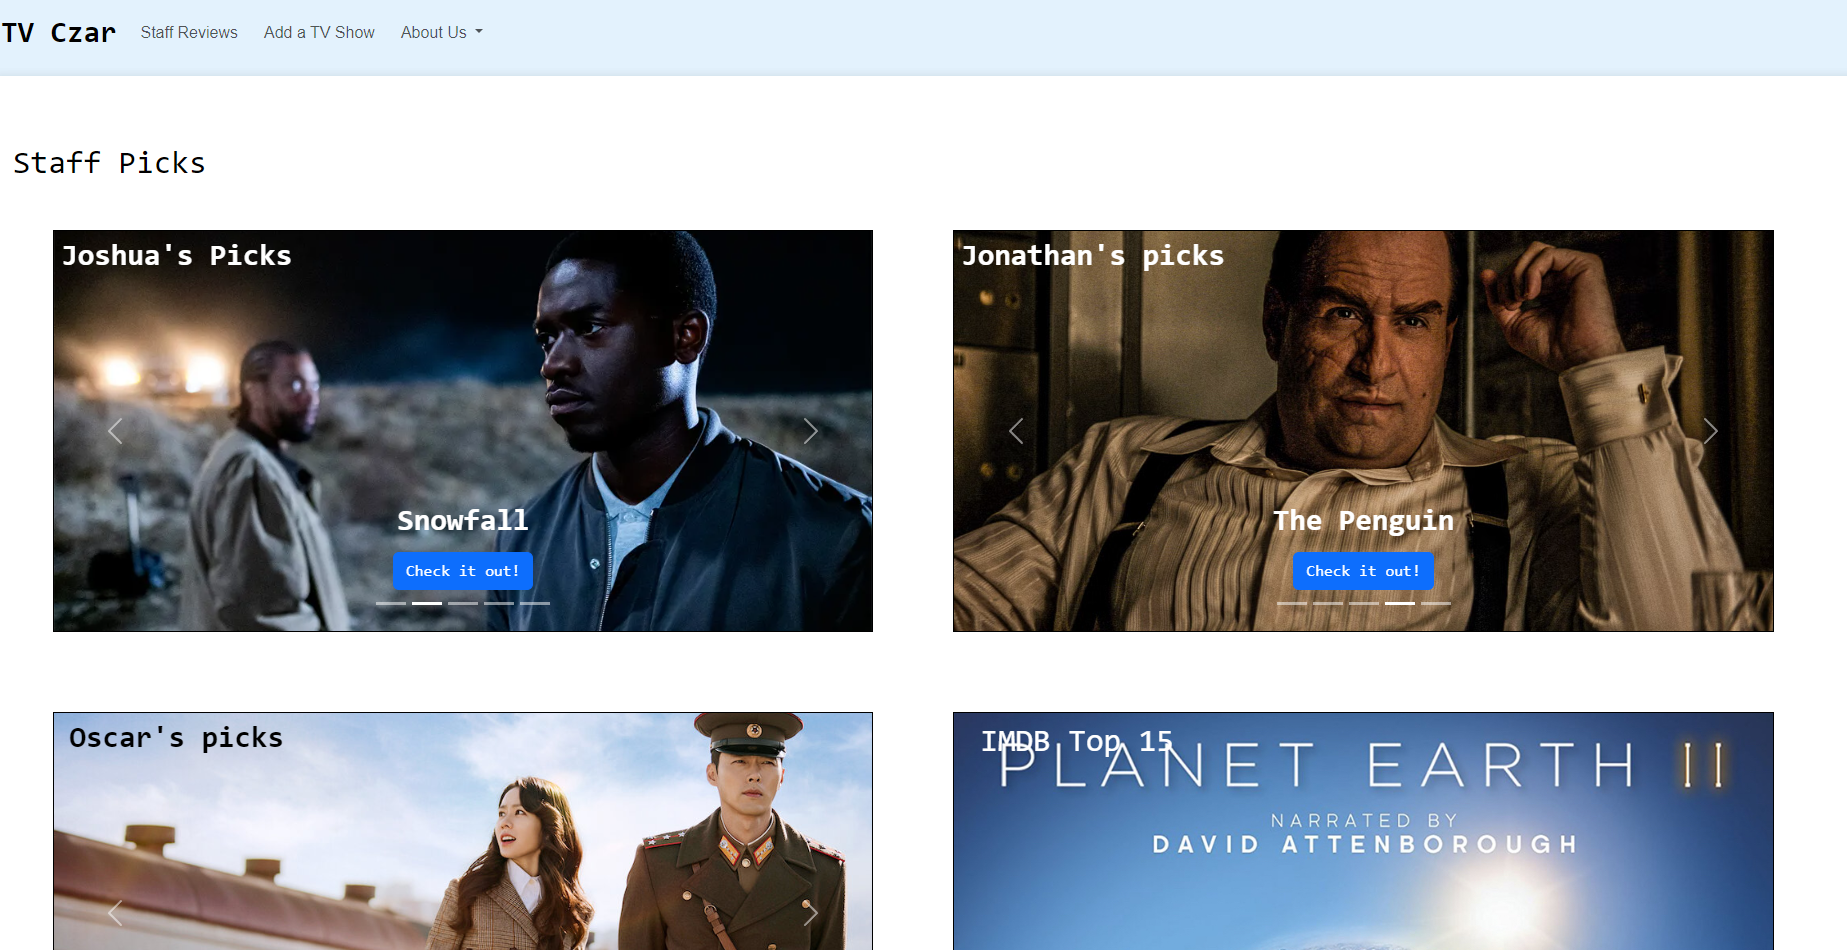 TV Czar Staff Reviews Add a TV Show About Us
Staff Picks
Joshua's Picks
Snowfall
Check it out!
Jonathan's picks
The Penguin
Check it out!
Oscar's picks
IMDB Top 15
PLANET EARTH II
NARRATED BY
DAVID ATTENBOROUGH